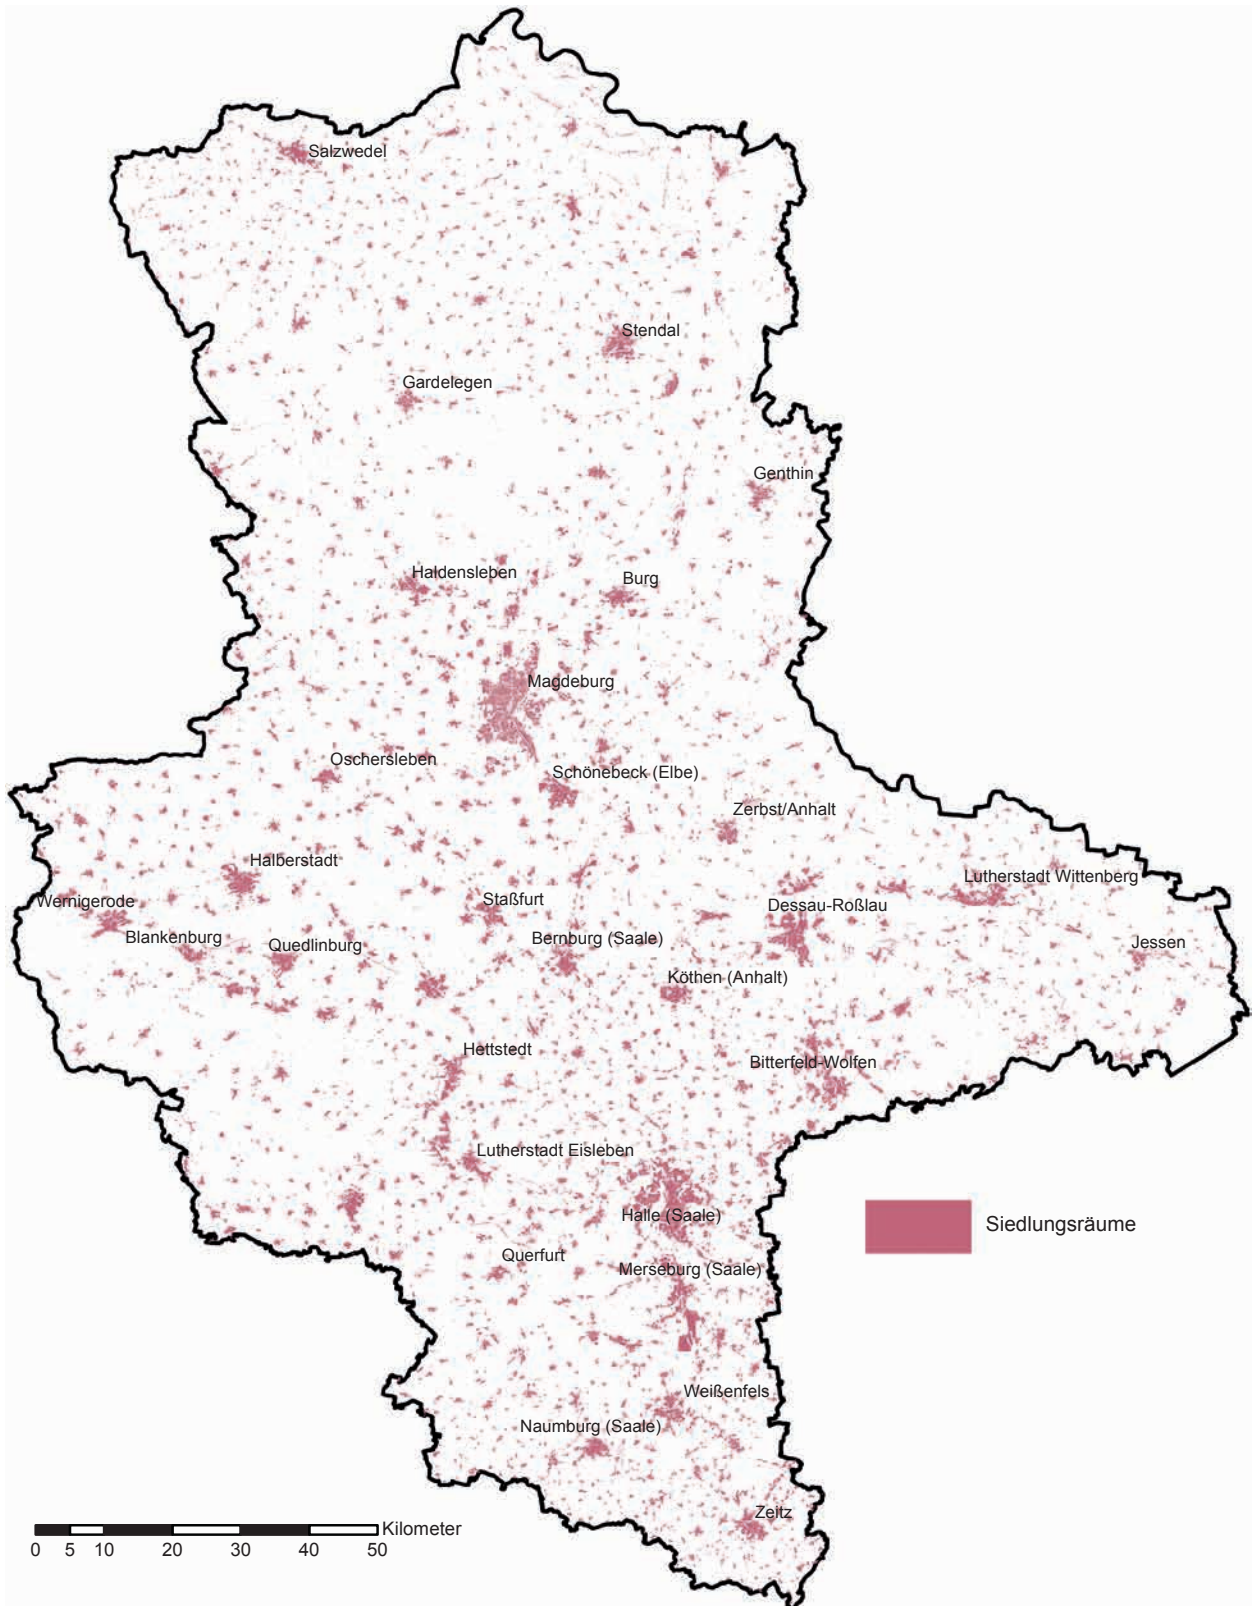 Salzwedel
Stendal
Gardelegen
Genthin
Haldensleben
Burg
Magdeburg
Oschersleben
Schönebeck (Elbe)
Zerbst/Anhalt
Halberstadt
Lutherstadt Wittenberg
Wernigerode
Staßfurt
Dessau-Roßlau
Blankenburg
Quedlinburg
Bernburg (Saale)
Jessen
Köthen (Anhalt)
Hettstedt
Bitterfeld-Wolfen
Lutherstadt Eisleben
Halle (Saale)
Siedlungsräume
Querfurt
Merseburg (Saale)
Weißenfels
Naumburg (Saale)
Zeitz
Kilometer
0 5 10 20 30 40 50